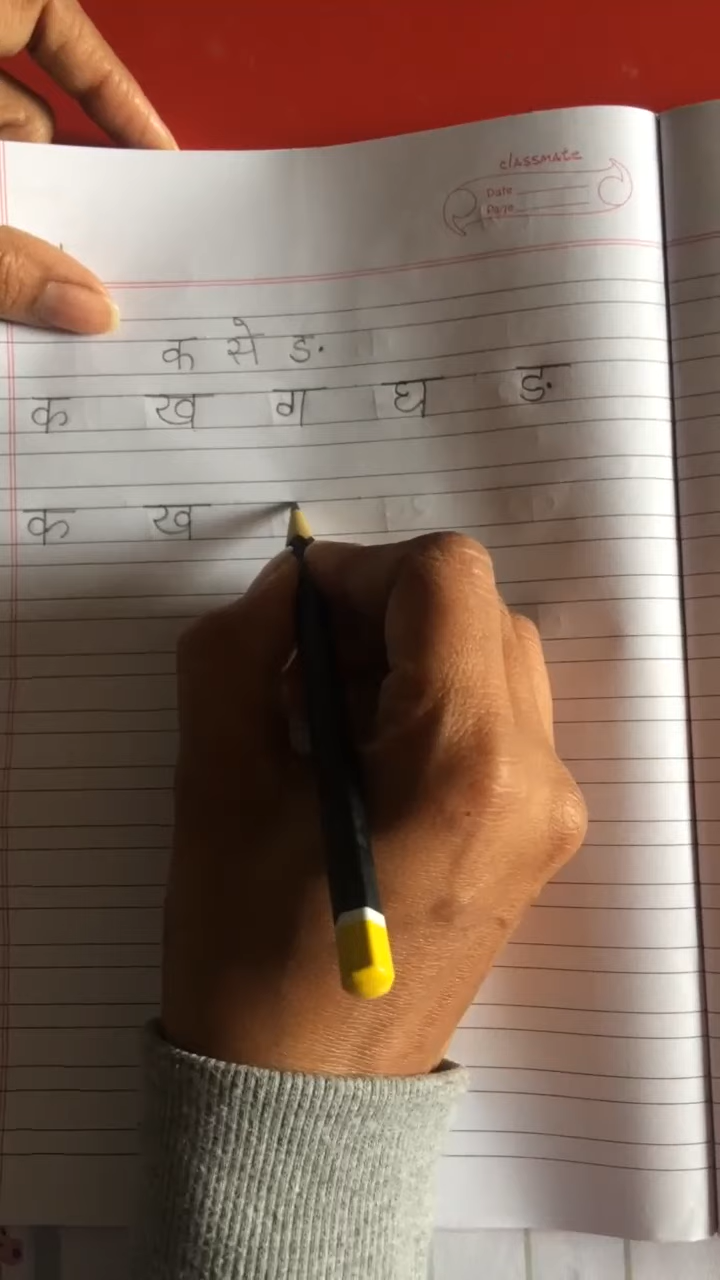 classmate
Date
Page
क से ङ
क ख ग घ ङ
क ख